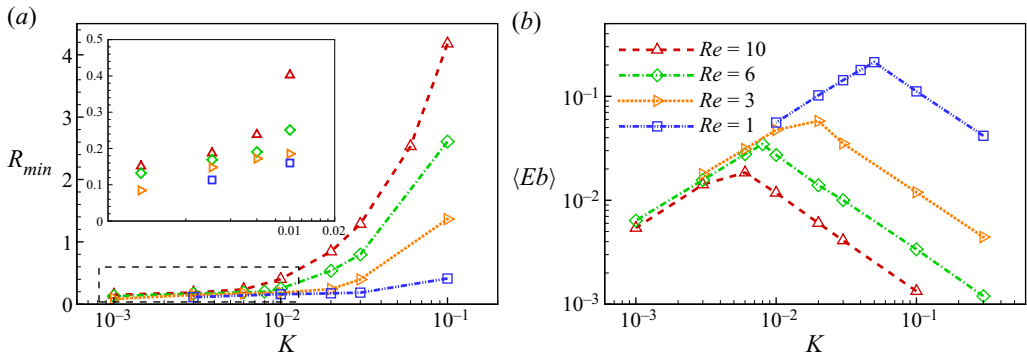 (a)
R_min
4
3
2
1
0
0.5
0.4
0.3
0.2
0.1
0
0.01
0.02
10⁻³
10⁻²
10⁻¹
K
(b)
⟨Eb⟩
10⁻¹
10⁻²
10⁻³
Re = 10
Re = 6
Re = 3
Re = 1
10⁻³
10⁻²
10⁻¹
K